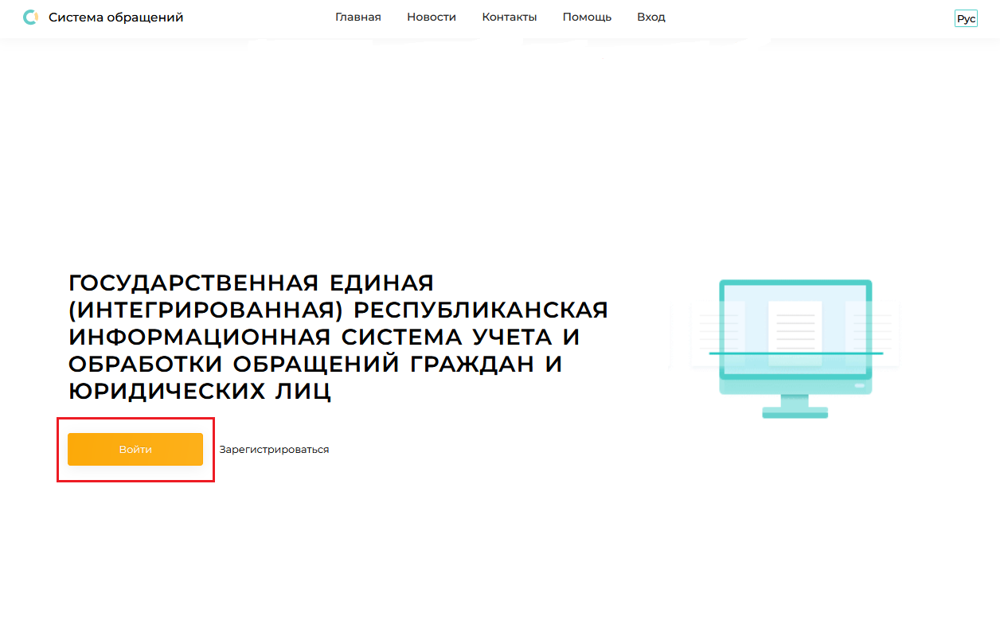 Система обращений
Главная Новости Контакты Помощь Вход
Рус
ГОСУДАРСТВЕННАЯ ЕДИНАЯ
(ИНТЕГРИРОВАННАЯ) РЕСПУБЛИКАНСКАЯ
ИНФОРМАЦИОННАЯ СИСТЕМА УЧЕТА И
ОБРАБОТКИ ОБРАЩЕНИЙ ГРАЖДАН И
ЮРИДИЧЕСКИХ ЛИЦ
Войти Зарегистрироваться